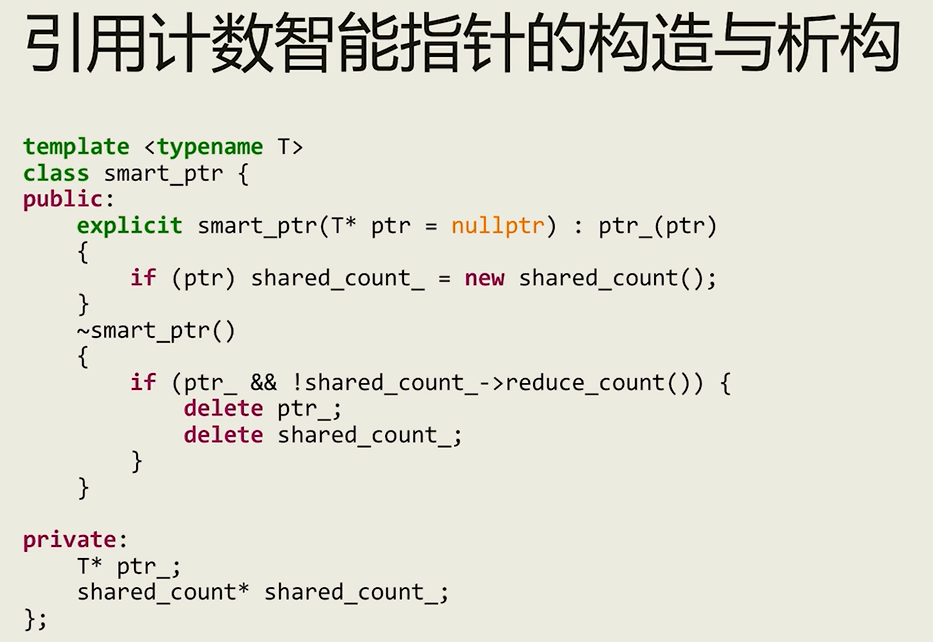 引用计数智能指针的构造与析构
template <typename T>
class smart_ptr {
public:
    explicit smart_ptr(T* ptr = nullptr) : ptr_(ptr)
    {
        if (ptr) shared_count_ = new shared_count();
    }
    ~smart_ptr()
    {
        if (ptr_ && !shared_count_->reduce_count()) {
            delete ptr_;
            delete shared_count_;
        }
    }
private:
    T* ptr_;
    shared_count* shared_count_;
};